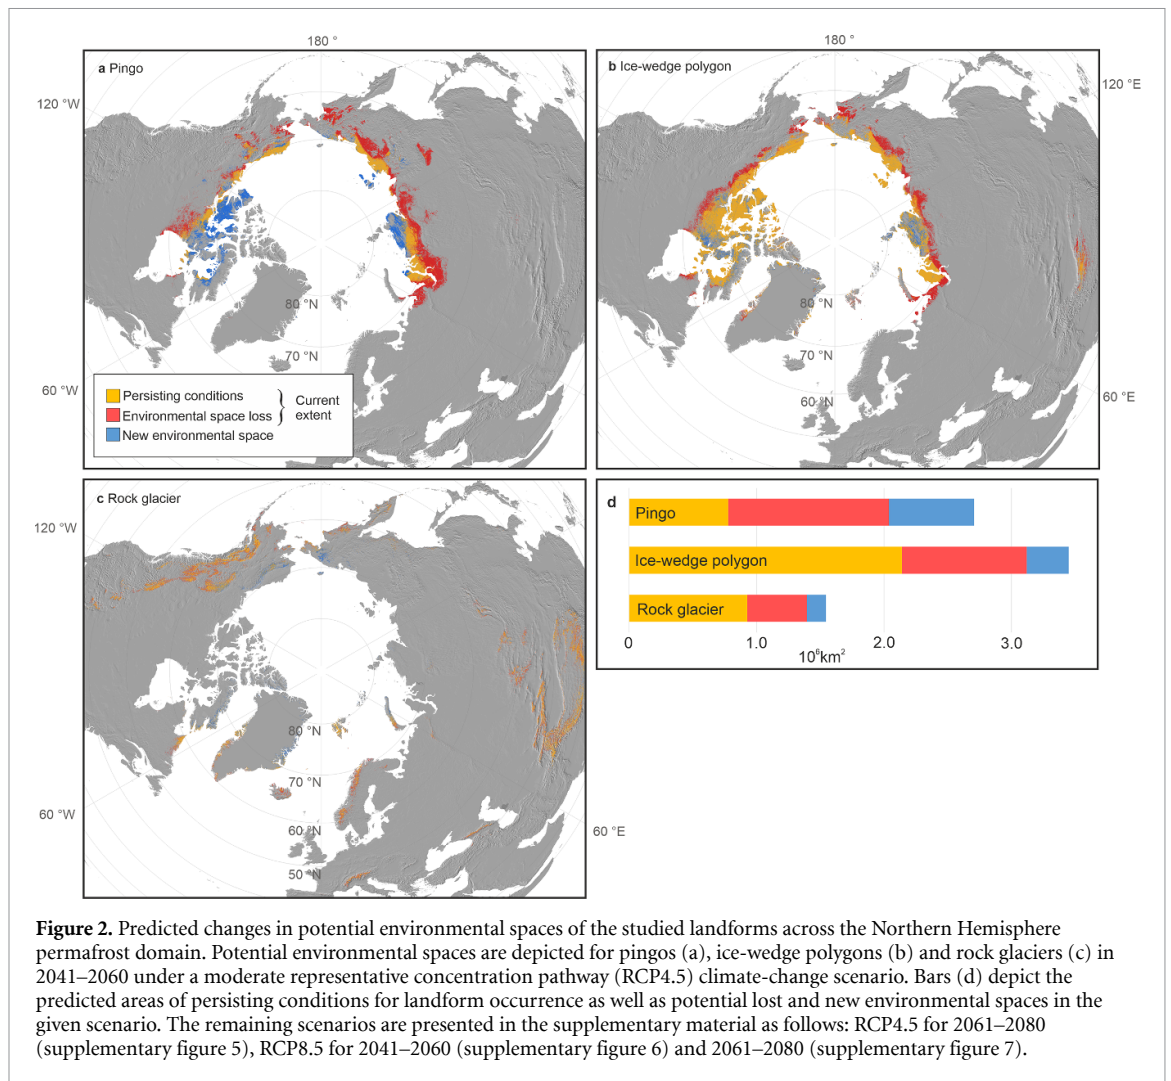 180 °
180 °
a Pingo
b Ice-wedge polygon
120 °W
120 °E
80 °N
80 °N
70 °N
70 °N
60 °W
60 °E
60 °N
Persisting conditions
Environmental space loss
Current
extent
New environmental space
c Rock glacier
120 °W
80 °N
70 °N
60 °W
60 °N
60 °E
50 °N
d
Pingo
Ice-wedge polygon
Rock glacier
0 1.0 2.0 3.0
10⁶km²
Figure 2. Predicted changes in potential environmental spaces of the studied landforms across the Northern Hemisphere
permafrost domain. Potential environmental spaces are depicted for pingos (a), ice-wedge polygons (b) and rock glaciers (c) in
2041–2060 under a moderate representative concentration pathway (RCP4.5) climate-change scenario. Bars (d) depict the
predicted areas of persisting conditions for landform occurrence as well as potential lost and new environmental spaces in the
given scenario. The remaining scenarios are presented in the supplementary material as follows: RCP4.5 for 2061–2080
(supplementary figure 5), RCP8.5 for 2041–2060 (supplementary figure 6) and 2061–2080 (supplementary figure 7).